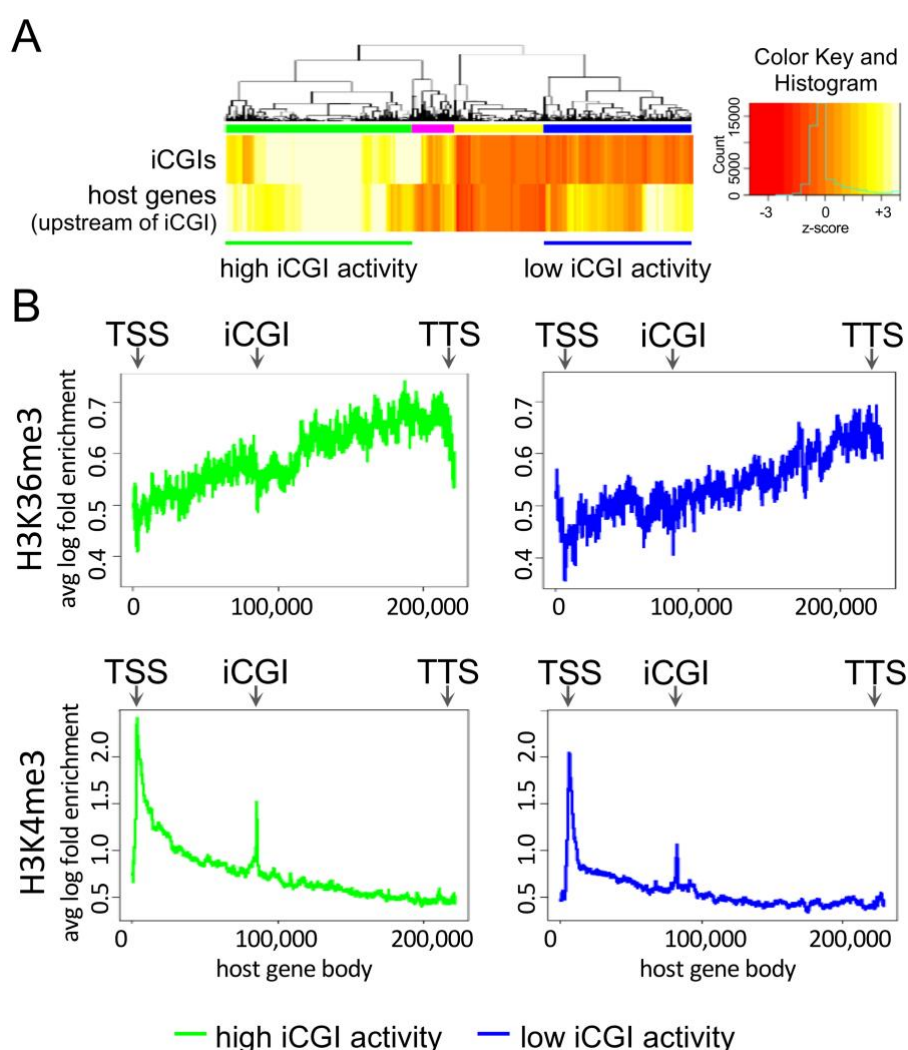 A
Color Key and
Histogram
iCGIs
host genes
(upstream of iCGI)
Count
0 5000 15000
-3 0 +3
z-score
high iCGI activity low iCGI activity
B
TSS iCGI TTS TSS iCGI TTS
H3K36me3
avg log fold enrichment
0.4 0.5 0.6 0.7
0.4 0.5 0.6 0.7
0 100,000 200,000 0 100,000 200,000
TSS iCGI TTS TSS iCGI TTS
H3K4me3
avg log fold enrichment
0.5 1.0 1.5 2.0
0.5 1.0 1.5 2.0
0 100,000 200,000 0 100,000 200,000
host gene body host gene body
high iCGI activity low iCGI activity